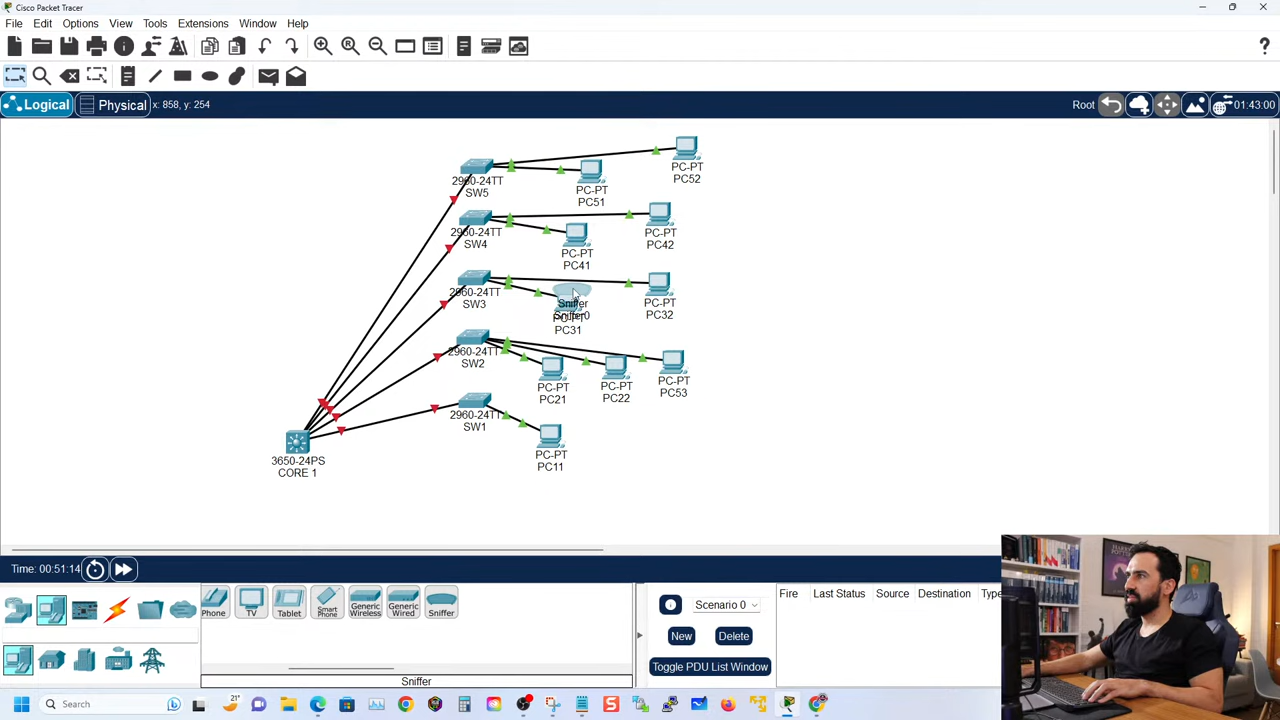 Cisco Packet Tracer
File Edit Options View Tools Extensions Window Help
?
Logical Physical x: 858, y: 254
Root 01:43:00
PC-PT
PC52
2960-24TT
SW5
PC-PT
PC51
2960-24TT
SW4
PC-PT
PC42
PC-PT
PC41
2960-24TT
SW3
Sniffer
Sniffer0
PC-PT
PC31
PC-PT
PC32
2960-24TT
SW2
PC-PT
PC21
PC-PT
PC22
PC-PT
PC53
2960-24TT
SW1
PC-PT
PC11
3650-24PS
CORE 1
Time: 00:51:14
Phone TV Tablet Smart Phone Generic Wireless Generic Wired Sniffer
Sniffer
Scenario 0
New Delete
Toggle PDU List Window
Fire Last Status Source Destination Type
Search
21°